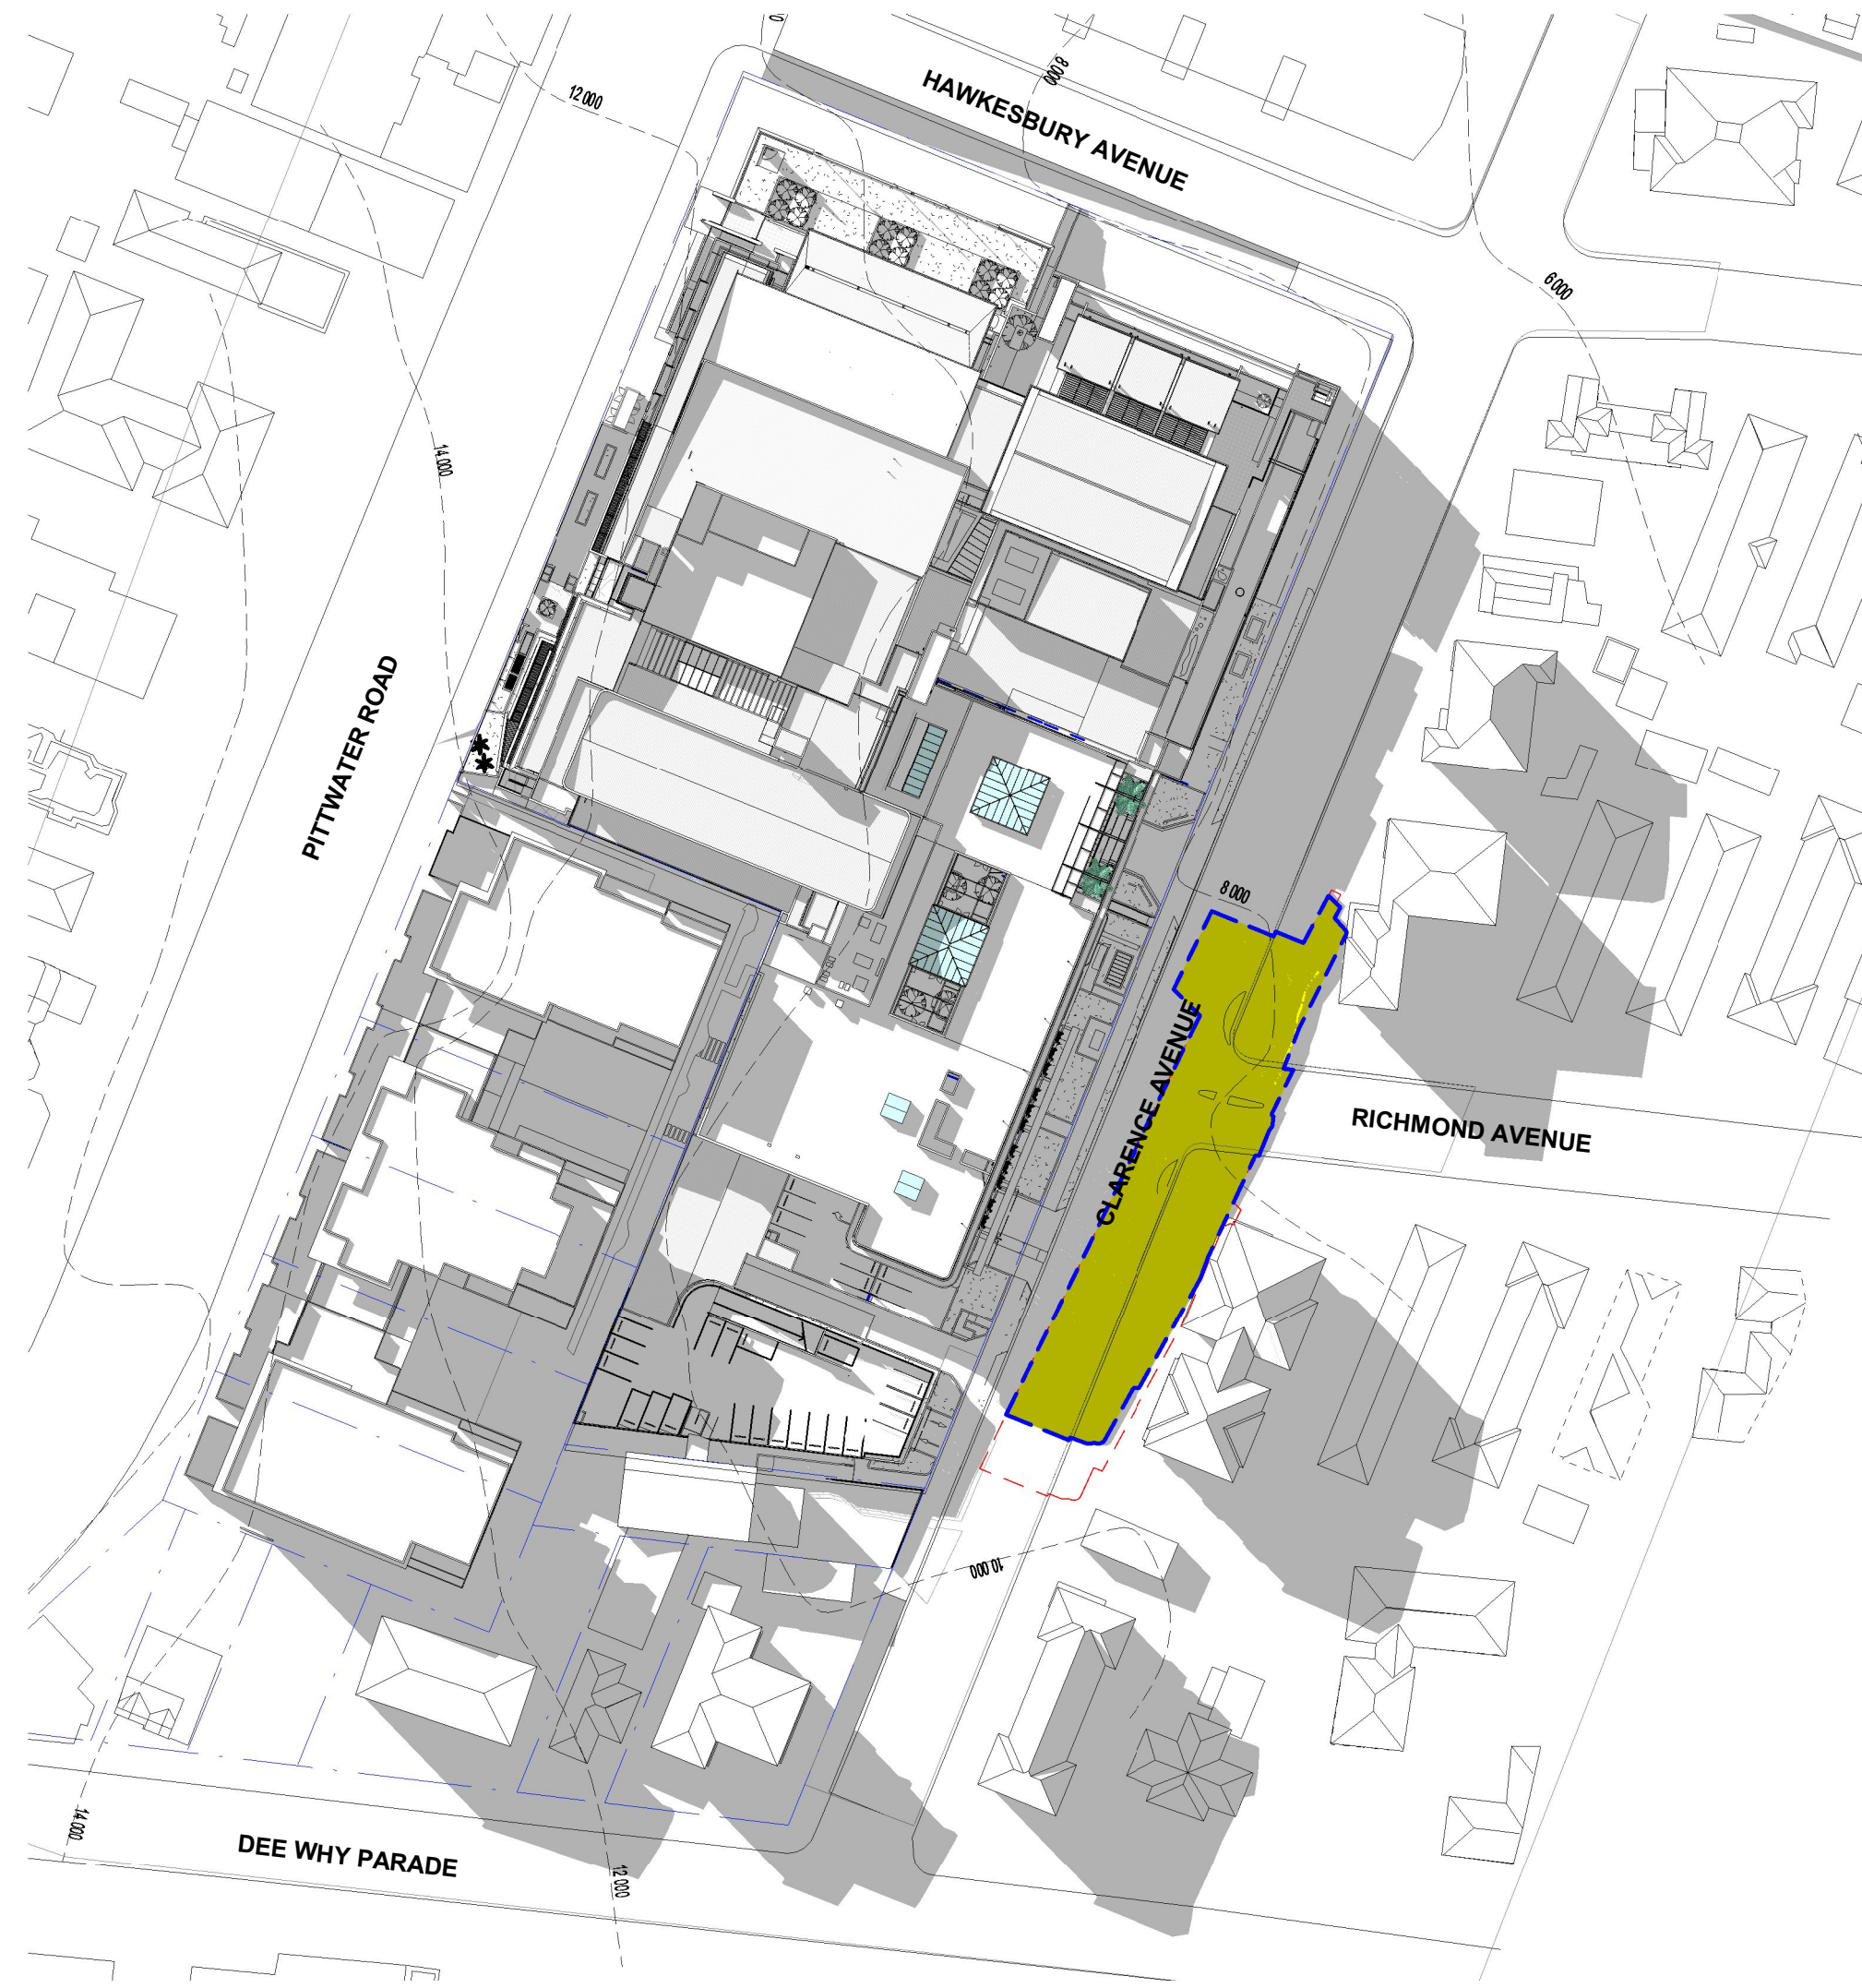 8 000
12 000
HAWKESBURY AVENUE
6 000
14 000
PITTWATER ROAD
8 000
CLARENCE AVENUE
RICHMOND AVENUE
10 000
14 000
DEE WHY PARADE
12 000